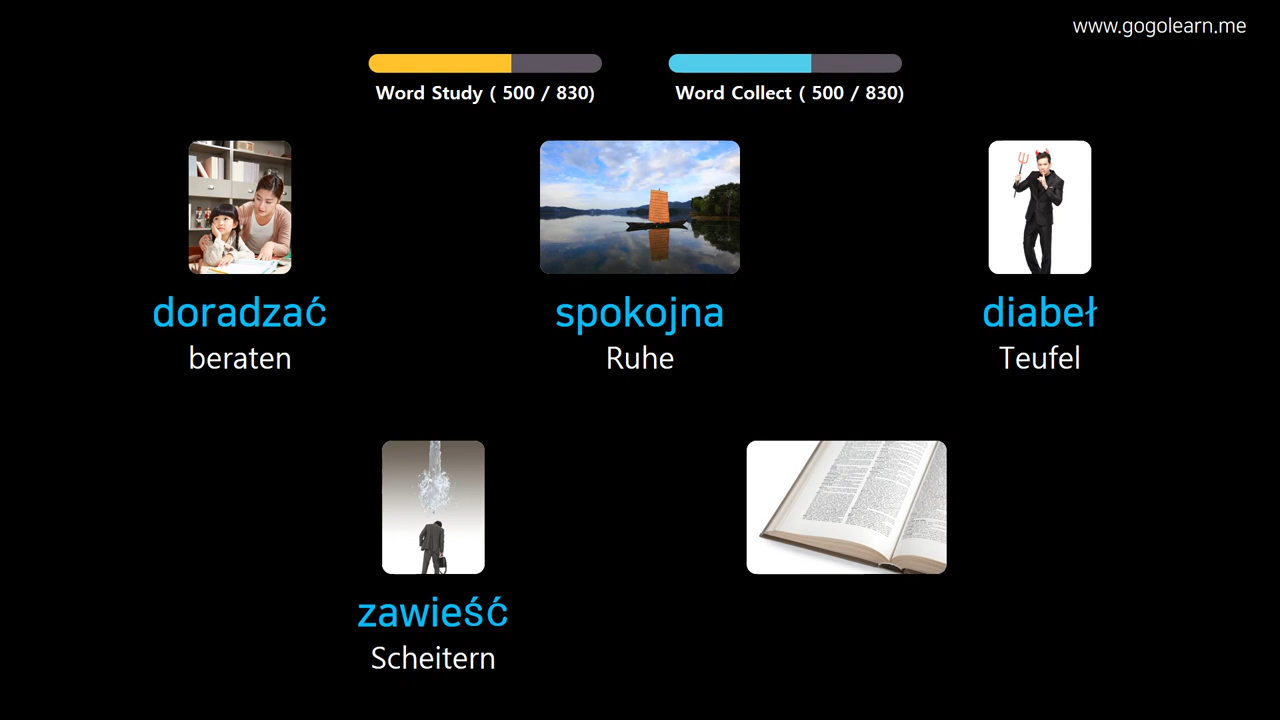 www.gogolearn.me
Word Study ( 500 / 830)
Word Collect ( 500 / 830)
doradzać
beraten
spokojna
Ruhe
diabeł
Teufel
zawieść
Scheitern